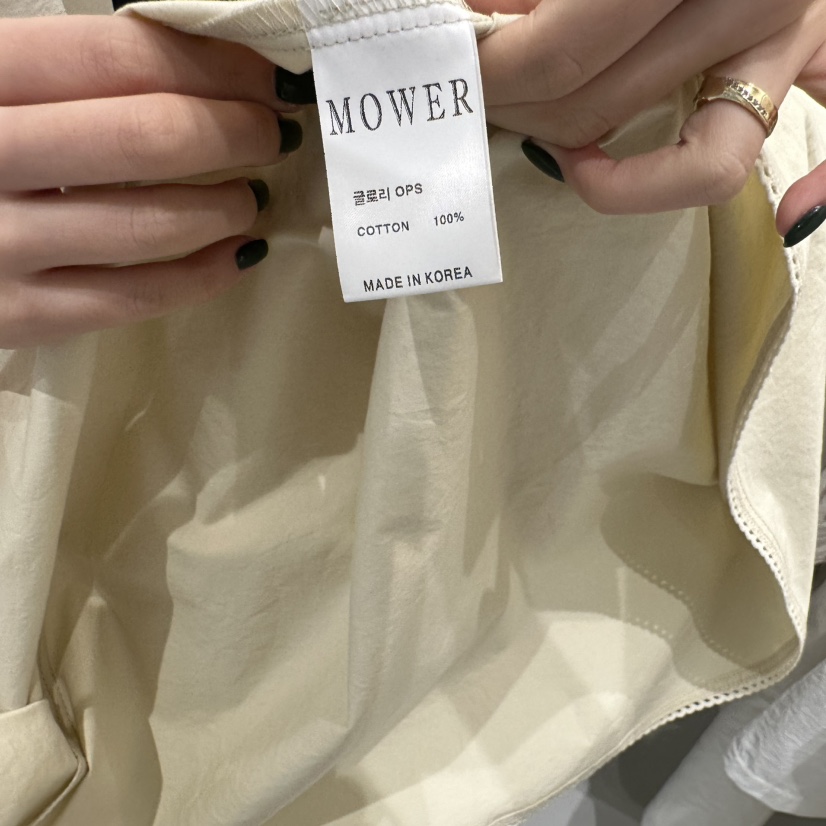 MOWER
글로리 OPS
COTTON 100%
MADE IN KOREA